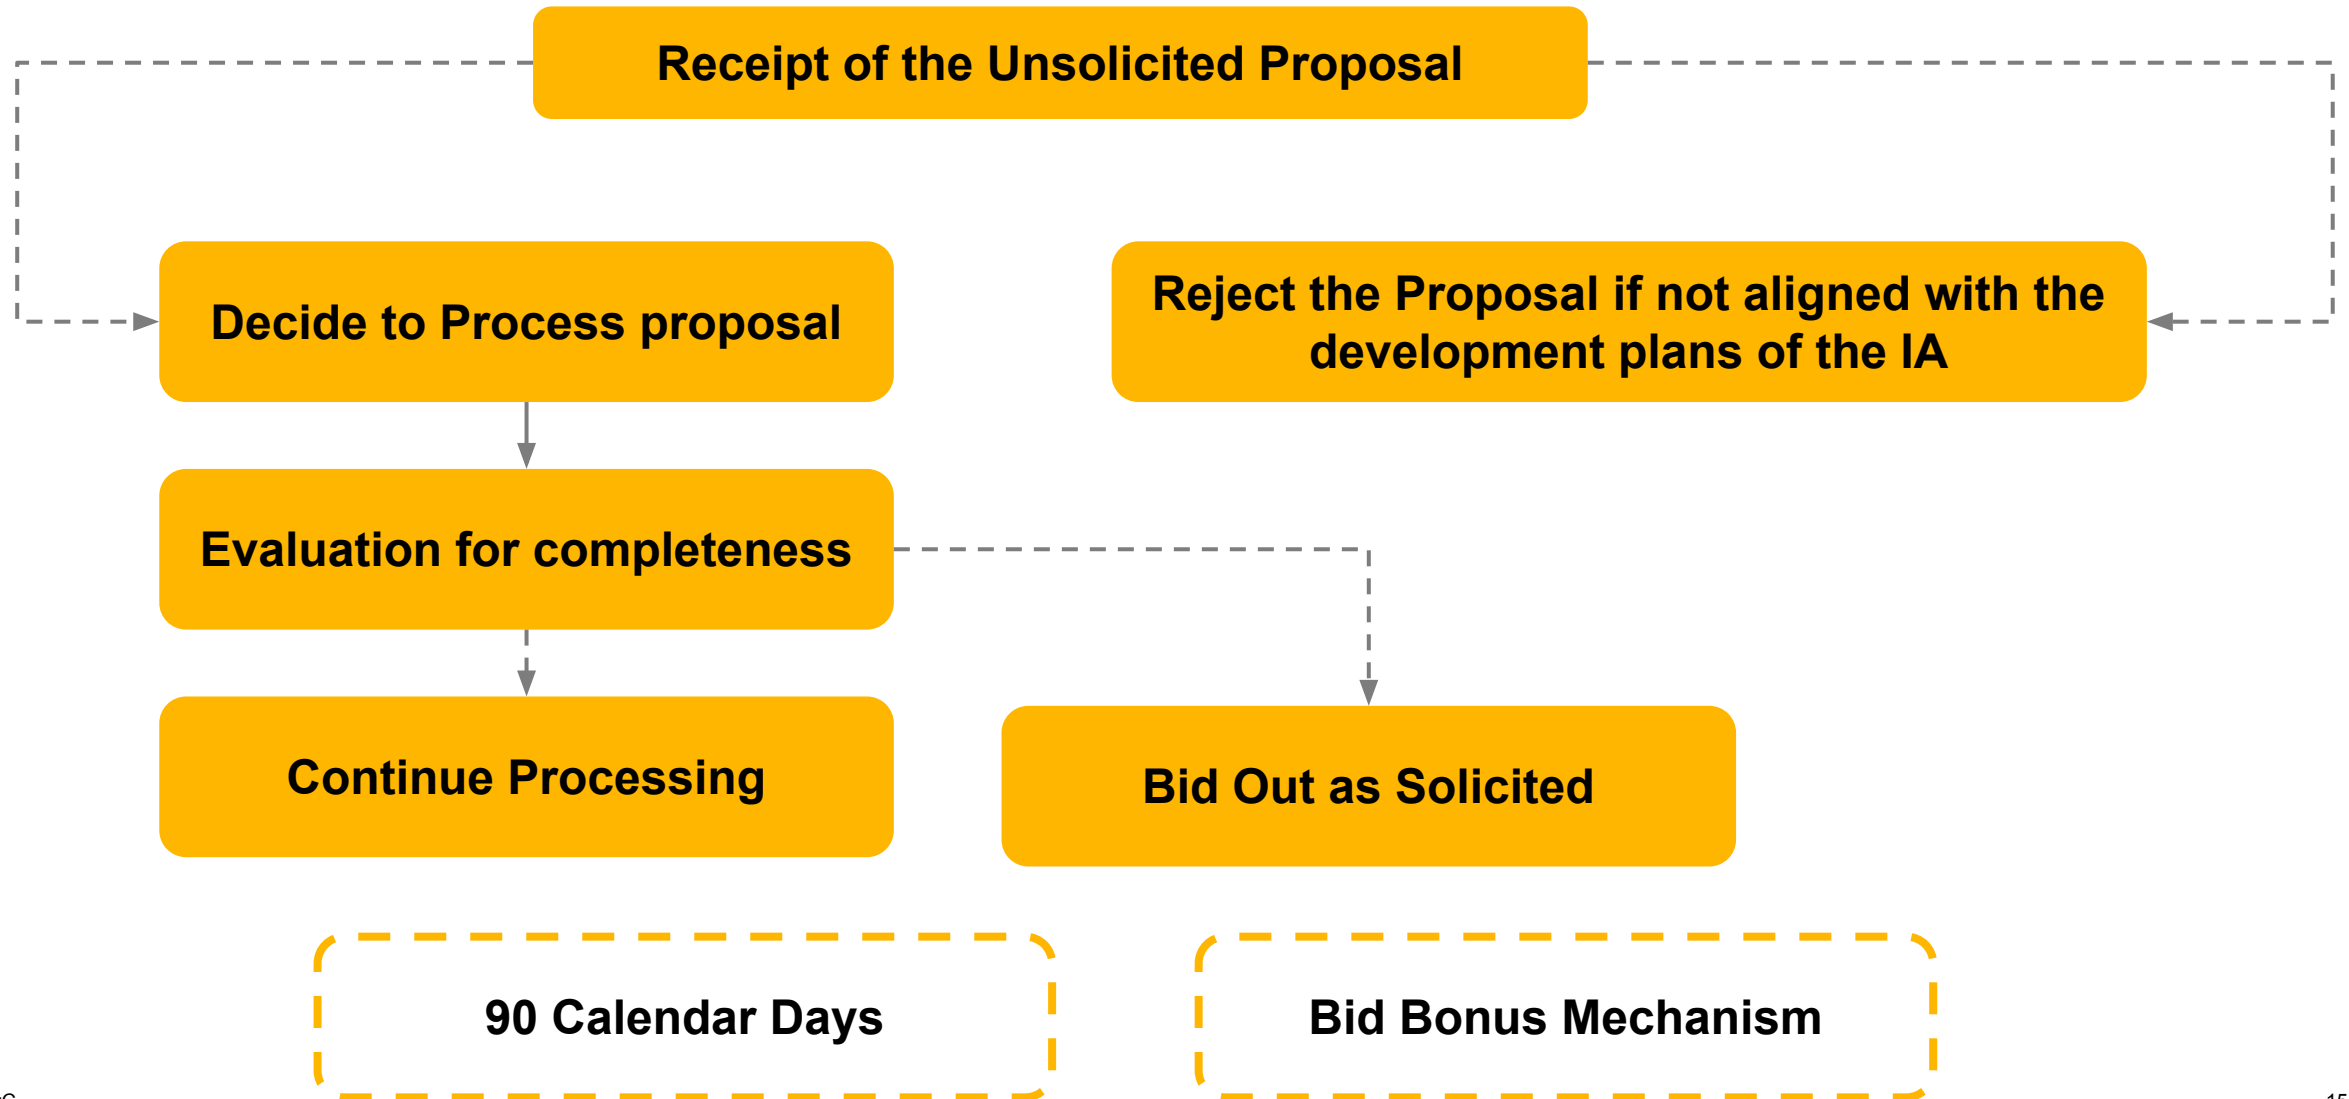 Receipt of the Unsolicited Proposal
Decide to Process proposal
Reject the Proposal if not aligned with the
development plans of the IA
Evaluation for completeness
Continue Processing
Bid Out as Solicited
90 Calendar Days
Bid Bonus Mechanism